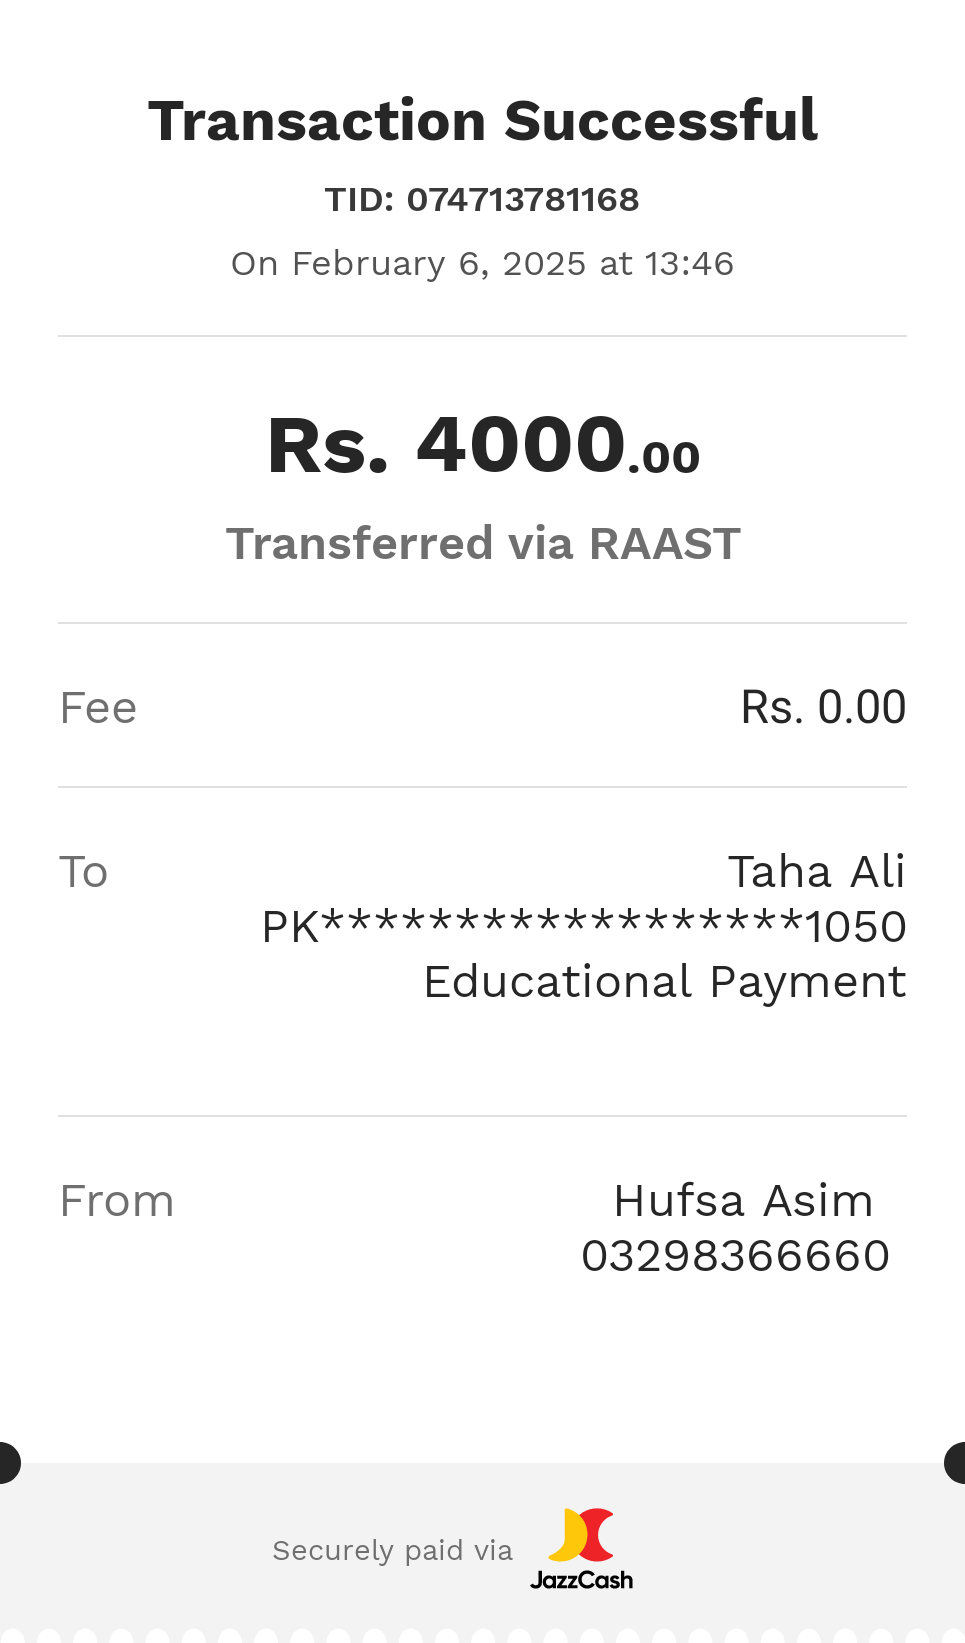 Transaction Successful
TID: 074713781168
On February 6, 2025 at 13:46
Rs. 4000.00
Transferred via RAAST
Fee Rs. 0.00
To Taha Ali
PK******************1050
Educational Payment
From Hufsa Asim
03298366660
Securely paid via JazzCash